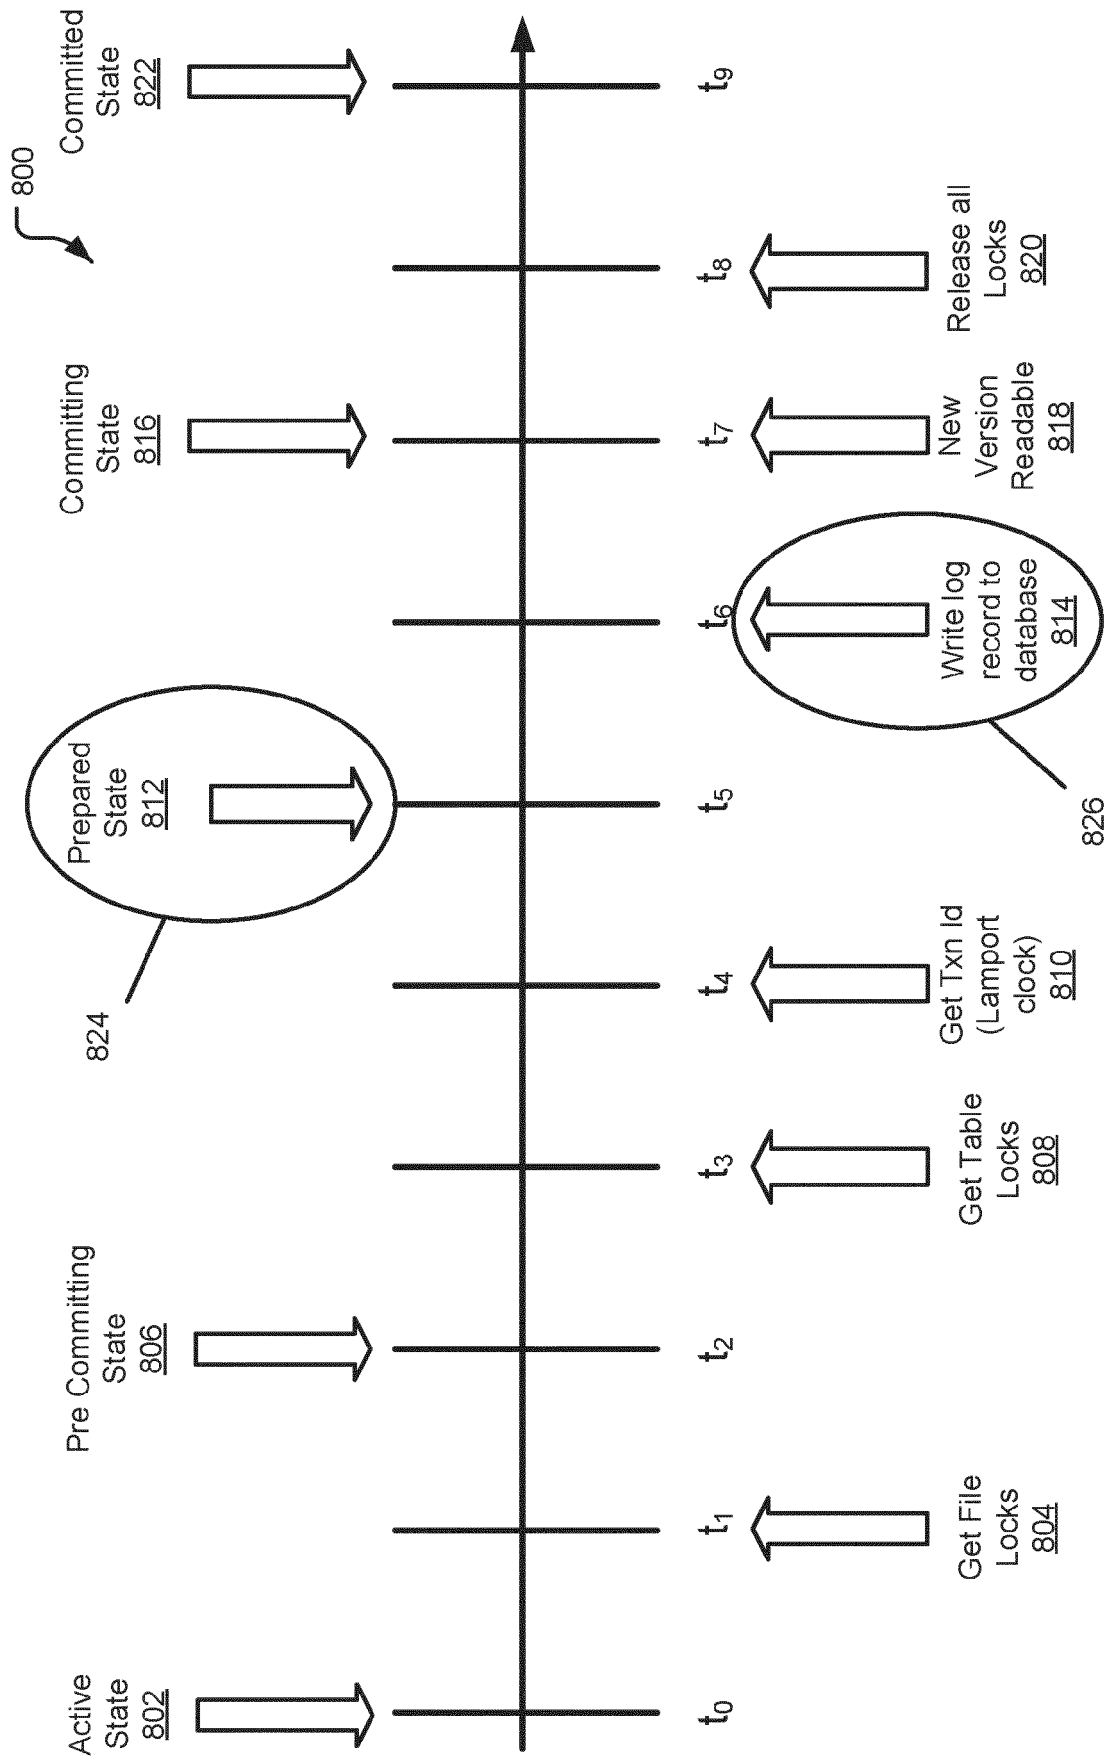 800
Active
State
802
Pre Committing
State
806
824
Prepared
State
812
Committing
State
816
Committed
State
822
t0
t1
t2
t3
t4
t5
t6
t7
t8
t9
Get File
Locks
804
Get Table
Locks
808
Get Txn Id
(Lamport
clock)
810
826
Write log
record to
database
814
New
Version
Readable
818
Release all
Locks
820